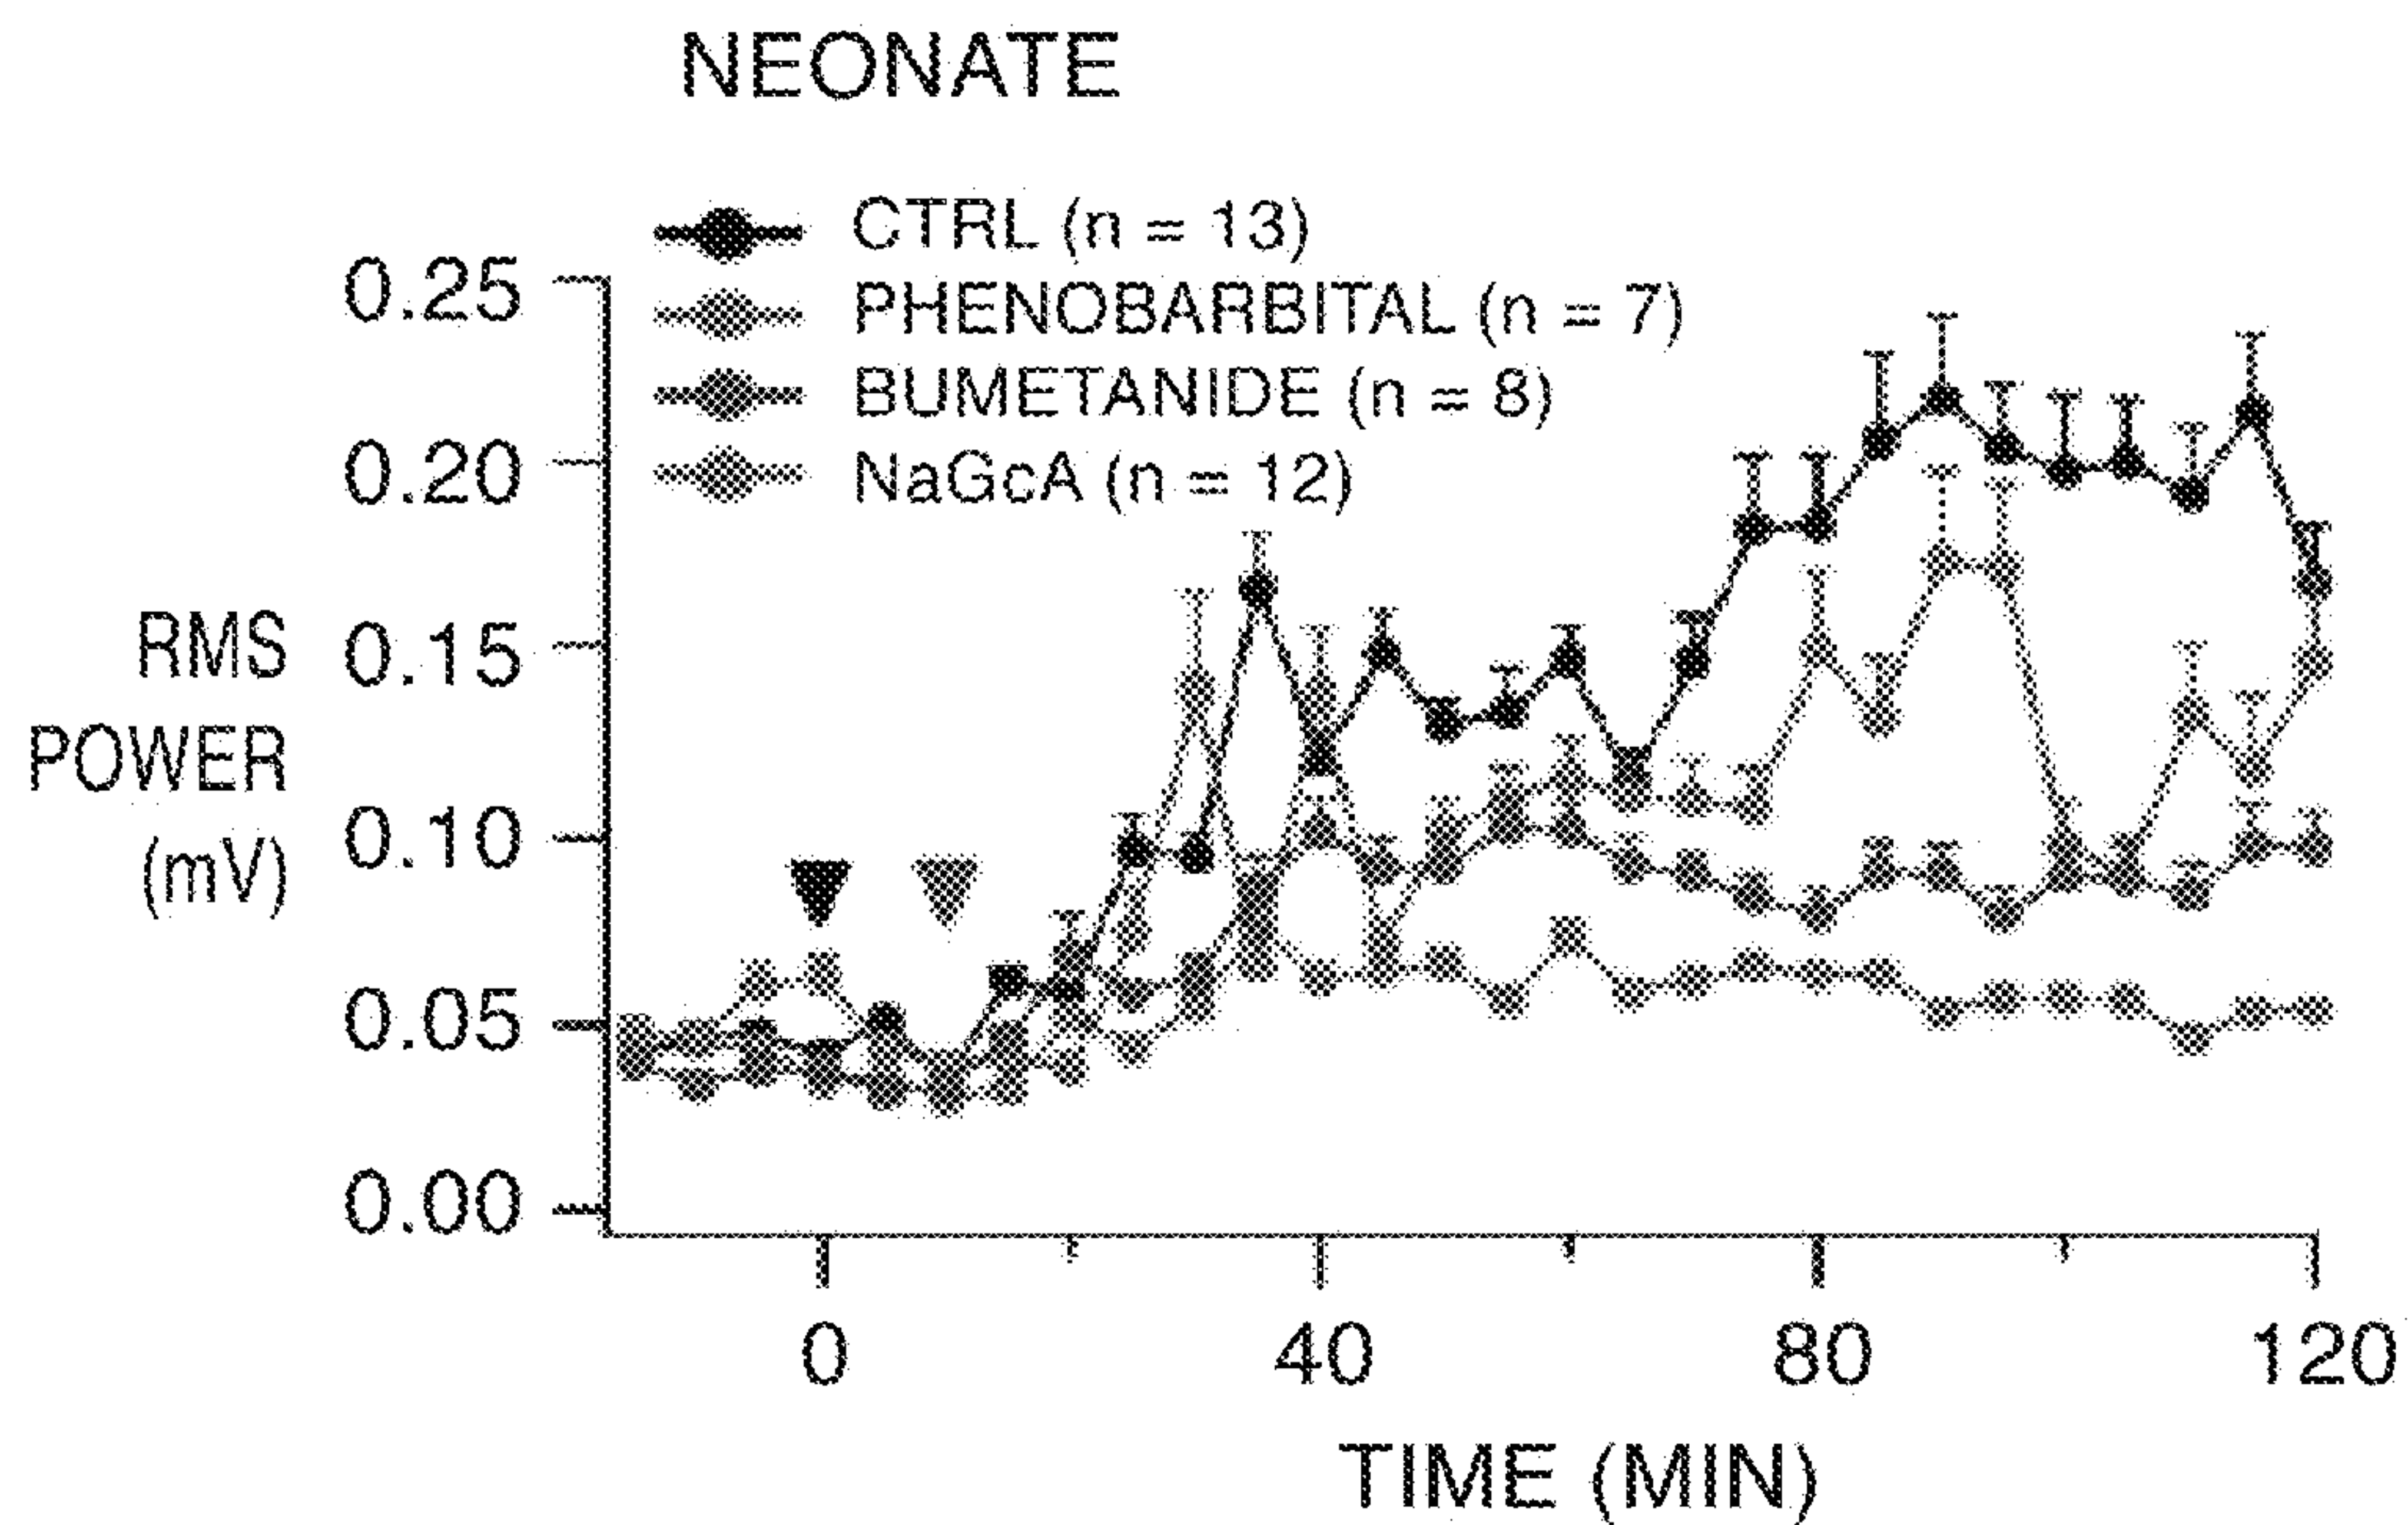 NEONATE
CTRL (n = 13)
PHENOBARBITAL (n = 7)
BUMETANIDE (n = 8)
NaGcA (n = 12)
0.25
0.20
0.15
0.10
0.05
0.00
RMS
POWER
(mV)
0 40 80 120
TIME (MIN)